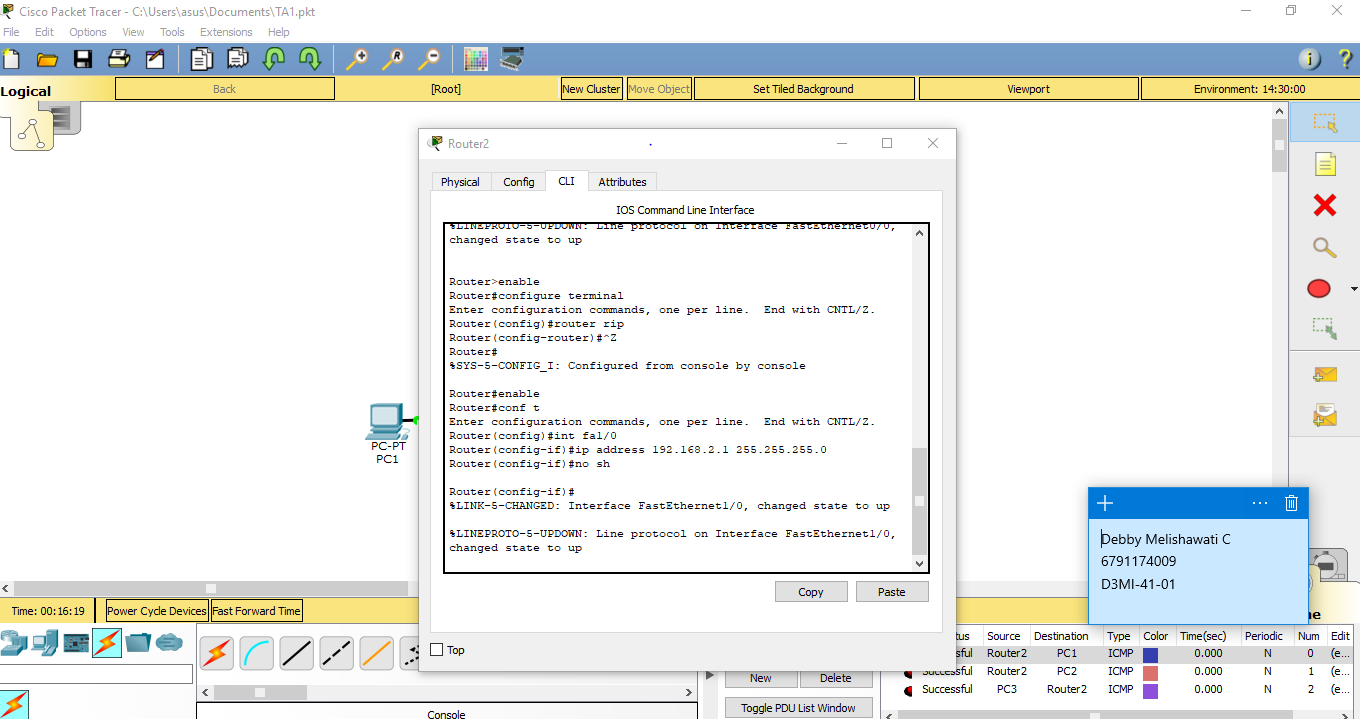 Cisco Packet Tracer - C:\Users\asus\Documents\TA1.pkt
File Edit Options View Tools Extensions Help
Logical Back [Root] New Cluster Move Object Set Tiled Background Viewport Environment: 14:30:00
Router2
Physical Config CLI Attributes
IOS Command Line Interface
%LINEPROTO-5-UPDOWN: Line protocol on Interface FastEthernet0/0,
changed state to up
Router>enable
Router#configure terminal
Enter configuration commands, one per line.  End with CNTL/Z.
Router(config)#router rip
Router(config-router)#^Z
Router#
%SYS-5-CONFIG_I: Configured from console by console
Router#enable
Router#conf t
Enter configuration commands, one per line.  End with CNTL/Z.
Router(config)#int fa1/0
Router(config-if)#ip address 192.168.2.1 255.255.255.0
Router(config-if)#no sh
Router(config-if)#
%LINK-5-CHANGED: Interface FastEthernet1/0, changed state to up
%LINEPROTO-5-UPDOWN: Line protocol on Interface FastEthernet1/0,
changed state to up
Copy Paste
Top
PC-PT
PC1
Debby Melishawati C
6791174009
D3MI-41-01
Time: 00:16:19 Power Cycle Devices Fast Forward Time
Source Destination Type Color Time(sec) Periodic Num Edit
Router2 PC1 ICMP 0.000 N 0 (e...
Successful Router2 PC2 ICMP 0.000 N 1 (e...
Successful PC3 Router2 ICMP 0.000 N 2 (e...
New Delete
Toggle PDU List Window
Console